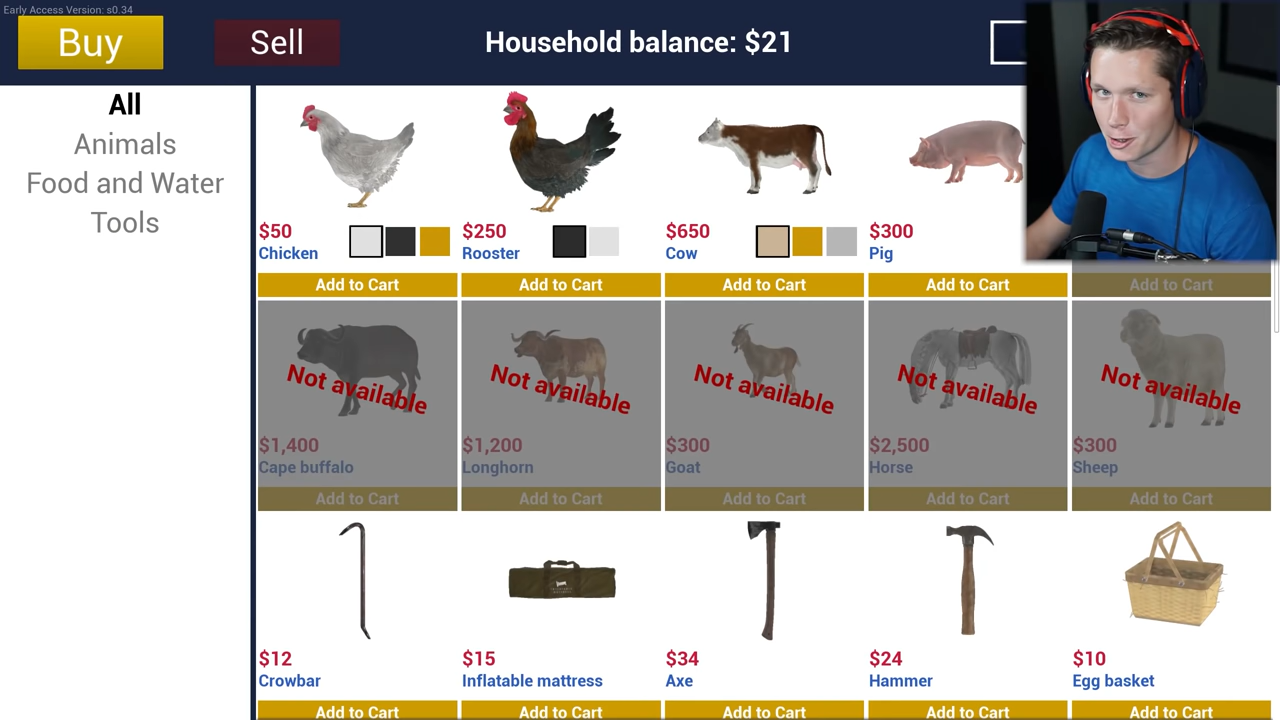 Early Access Version: s0.34
Buy
Sell
Household balance: $21
All
Animals
Food and Water
Tools
$50
Chicken
Add to Cart
$250
Rooster
Add to Cart
$650
Cow
Add to Cart
$300
Pig
Add to Cart
Add to Cart
Not available
$1,400
Cape buffalo
Add to Cart
Not available
$1,200
Longhorn
Add to Cart
Not available
$300
Goat
Add to Cart
Not available
$2,500
Horse
Add to Cart
Not available
$300
Sheep
Add to Cart
$12
Crowbar
Add to Cart
$15
Inflatable mattress
Add to Cart
$34
Axe
Add to Cart
$24
Hammer
Add to Cart
$10
Egg basket
Add to Cart